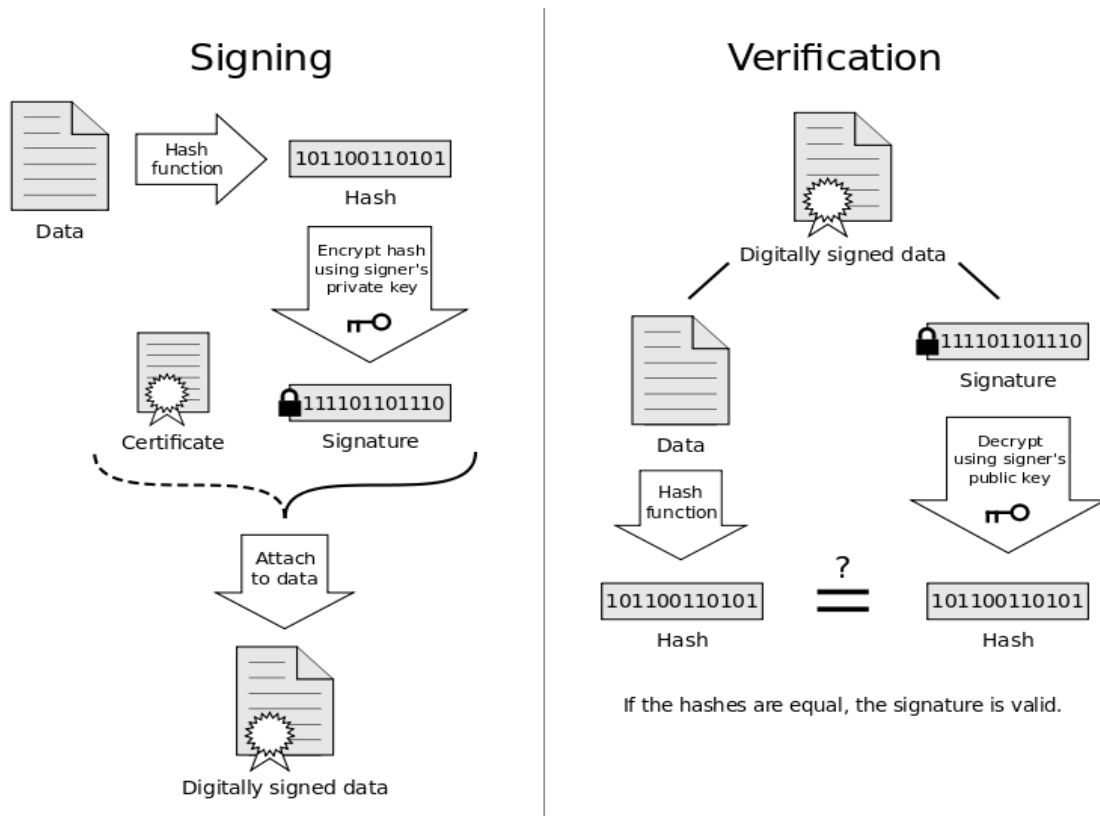 Signing
Hash
function
101100110101
Hash
Data
Encrypt hash
using signer's
private key
111101101110
Certificate
Signature
Attach
to data
Digitally signed data
Verification
Digitally signed data
Data
111101101110
Signature
Hash
function
Decrypt
using signer's
public key
?
101100110101
=
101100110101
Hash
Hash
If the hashes are equal, the signature is valid.